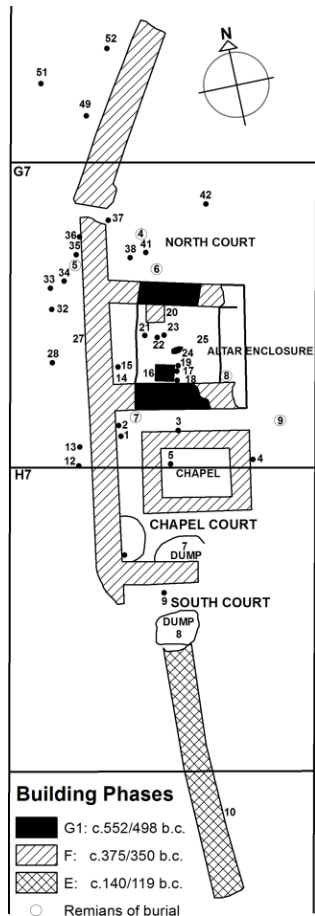 52
51
N
49
G7
42
37
4
36
35
41
NORTH COURT
38
5
6
34
33
32
20
21
23
25
27
22
ALTAR ENCLOSURE
24
28
19
15
16
17
8
14
18
7
9
2
3
1
13
4
5
12
H7
CHAPEL
CHAPEL COURT
7
DUMP
9
SOUTH COURT
DUMP
8
10
Building Phases
G1: c.552/498 b.c.
F: c.375/350 b.c.
E: c.140/119 b.c.
Remians of burial